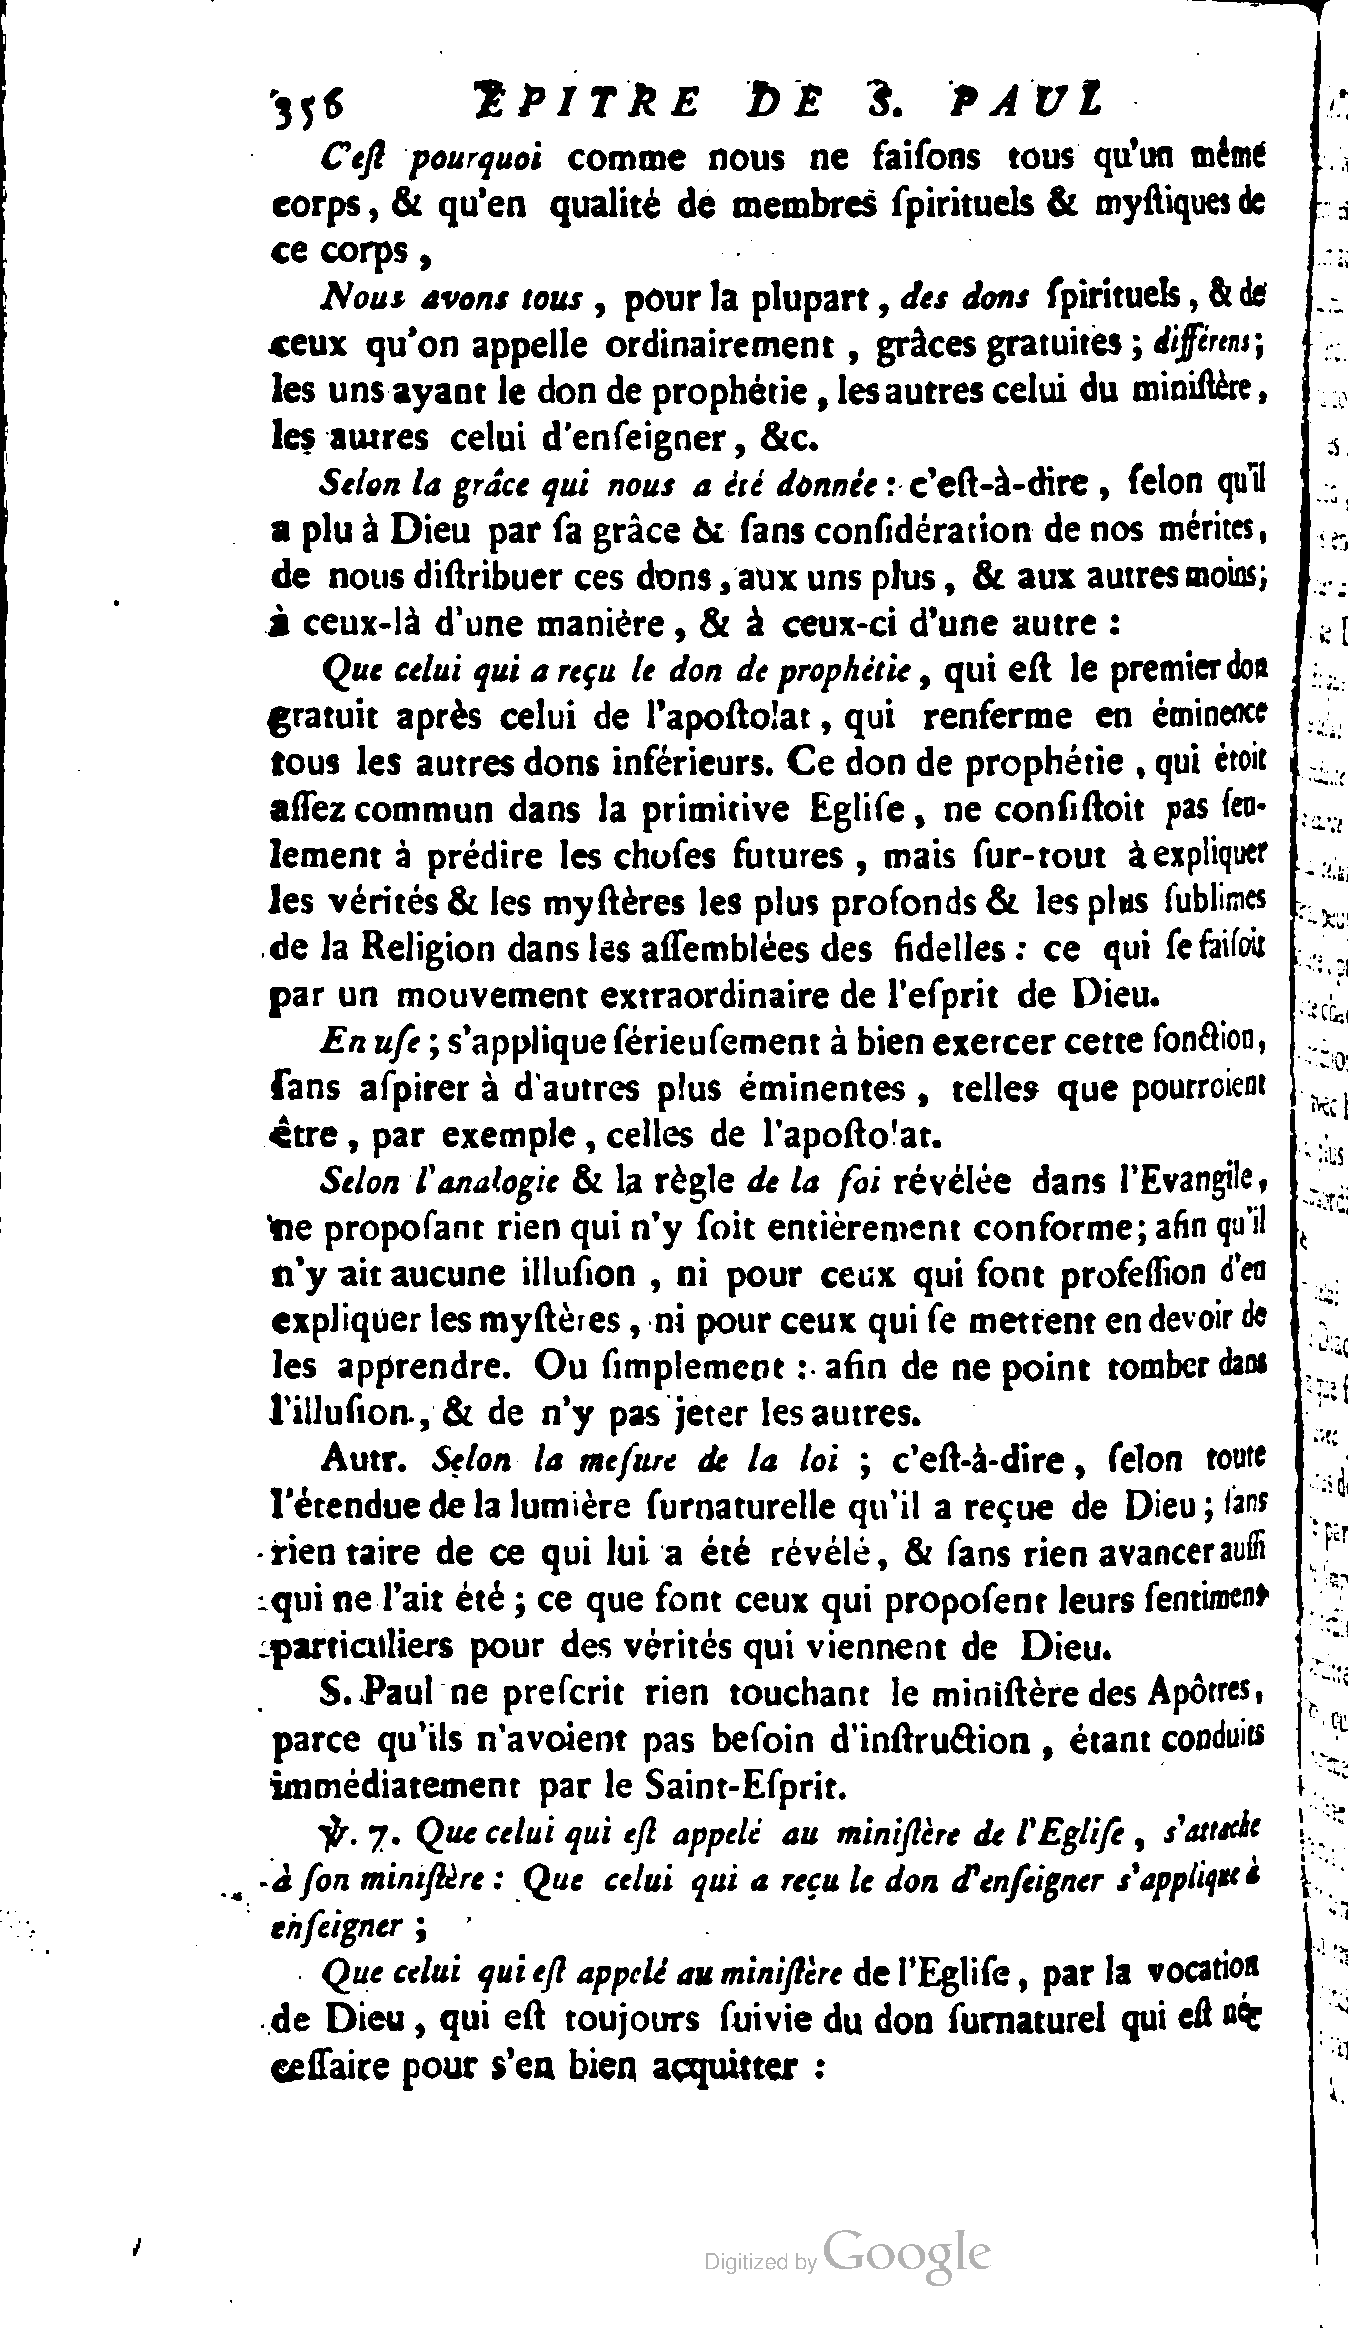 356 EPITRE DE S. PAUL
C'eſt pourquoi comme nous ne faiſons tous qu'un même
corps, & qu'en qualité de membres ſpirituels & myſtiques de
ce corps,
Nous avons tous, pour la plupart, des dons ſpirituels, & de
ceux qu'on appelle ordinairement, grâces gratuites; différens;
les uns ayant le don de prophétie, les autres celui du miniſtère,
les autres celui d'enſeigner, &c.
Selon la grâce qui nous a été donnée: c'eſt-à-dire, ſelon qu'il
a plu à Dieu par ſa grâce & ſans conſidération de nos mérites,
de nous diſtribuer ces dons, aux uns plus, & aux autres moins;
à ceux-là d'une manière, & à ceux-ci d'une autre:
Que celui qui a reçu le don de prophétie, qui eſt le premier don
gratuit après celui de l'apoſtolat, qui renferme en éminence
tous les autres dons inférieurs. Ce don de prophétie, qui étoit
aſſez commun dans la primitive Egliſe, ne conſiſtoit pas ſeu-
lement à prédire les choſes futures, mais ſur-tout à expliquer
les vérités & les myſtères les plus profonds & les plus ſublimes
de la Religion dans les aſſemblées des fidelles: ce qui ſe faiſoit
par un mouvement extraordinaire de l'eſprit de Dieu.
En uſe; s'applique ſérieuſement à bien exercer cette fonction,
ſans aſpirer à d'autres plus éminentes, telles que pourroient
être, par exemple, celles de l'apoſtolat.
Selon l'analogie & la règle de la foi révélée dans l'Evangile,
ne propoſant rien qui n'y ſoit entièrement conforme; afin qu'il
n'y ait aucune illuſion, ni pour ceux qui font profeſſion d'en
expliquer les myſtères, ni pour ceux qui ſe mettent en devoir de
les apprendre. Ou ſimplement: afin de ne point tomber dans
l'illuſion, & de n'y pas jeter les autres.
Autr. Selon la meſure de la loi; c'eſt-à-dire, ſelon toute
l'étendue de la lumière ſurnaturelle qu'il a reçue de Dieu; ſans
rien taire de ce qui lui a été révélé, & ſans rien avancer auſſi
qui ne l'ait été; ce que font ceux qui propoſent leurs ſentiment
particuliers pour des vérités qui viennent de Dieu.
S. Paul ne preſcrit rien touchant le miniſtère des Apôtres,
parce qu'ils n'avoient pas beſoin d'inſtruction, étant conduits
immédiatement par le Saint-Eſprit.
℣. 7. Que celui qui eſt appelé au miniſtère de l'Egliſe, s'attache
à ſon miniſtère: Que celui qui a reçu le don d'enſeigner s'applique à
enſeigner;
Que celui qui eſt appelé au miniſtère de l'Egliſe, par la vocation
de Dieu, qui eſt toujours ſuivie du don ſurnaturel qui eſt né-
ceſſaire pour s'en bien acquitter:
Digitized by Google